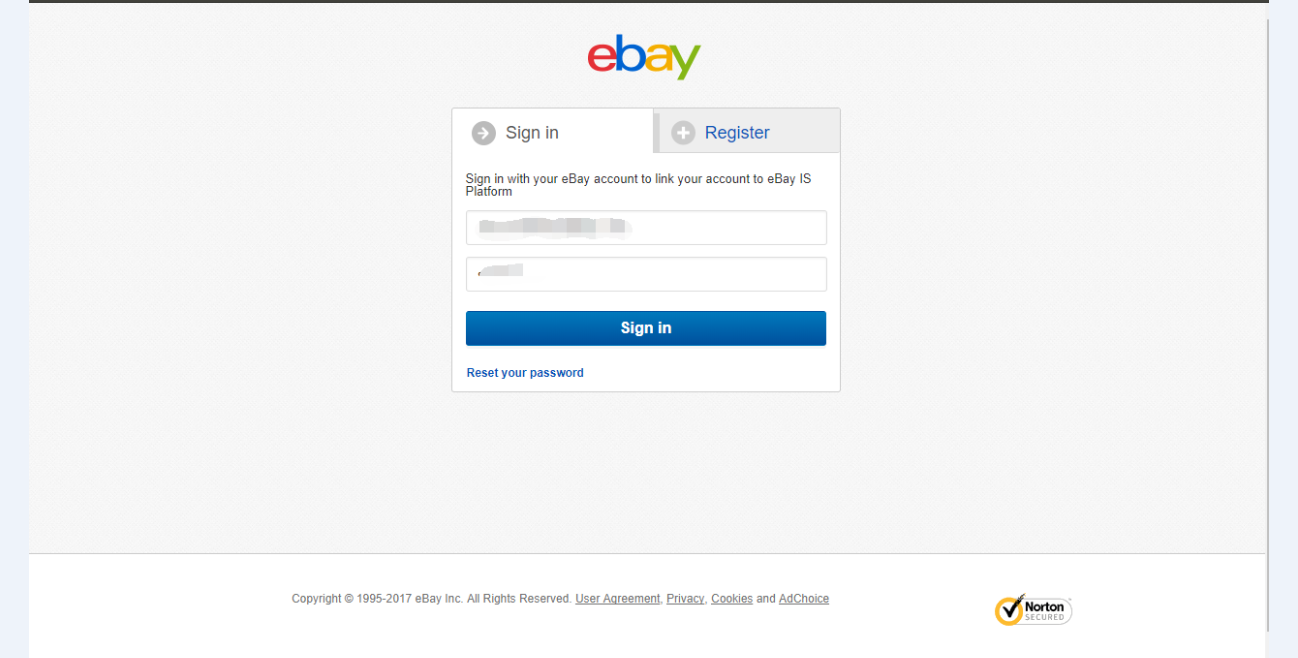 ebay
Sign in
Register
Sign in with your eBay account to link your account to eBay IS
Platform
Sign in
Reset your password
Copyright © 1995-2017 eBay Inc. All Rights Reserved. User Agreement, Privacy, Cookies and AdChoice
Norton
SECURED